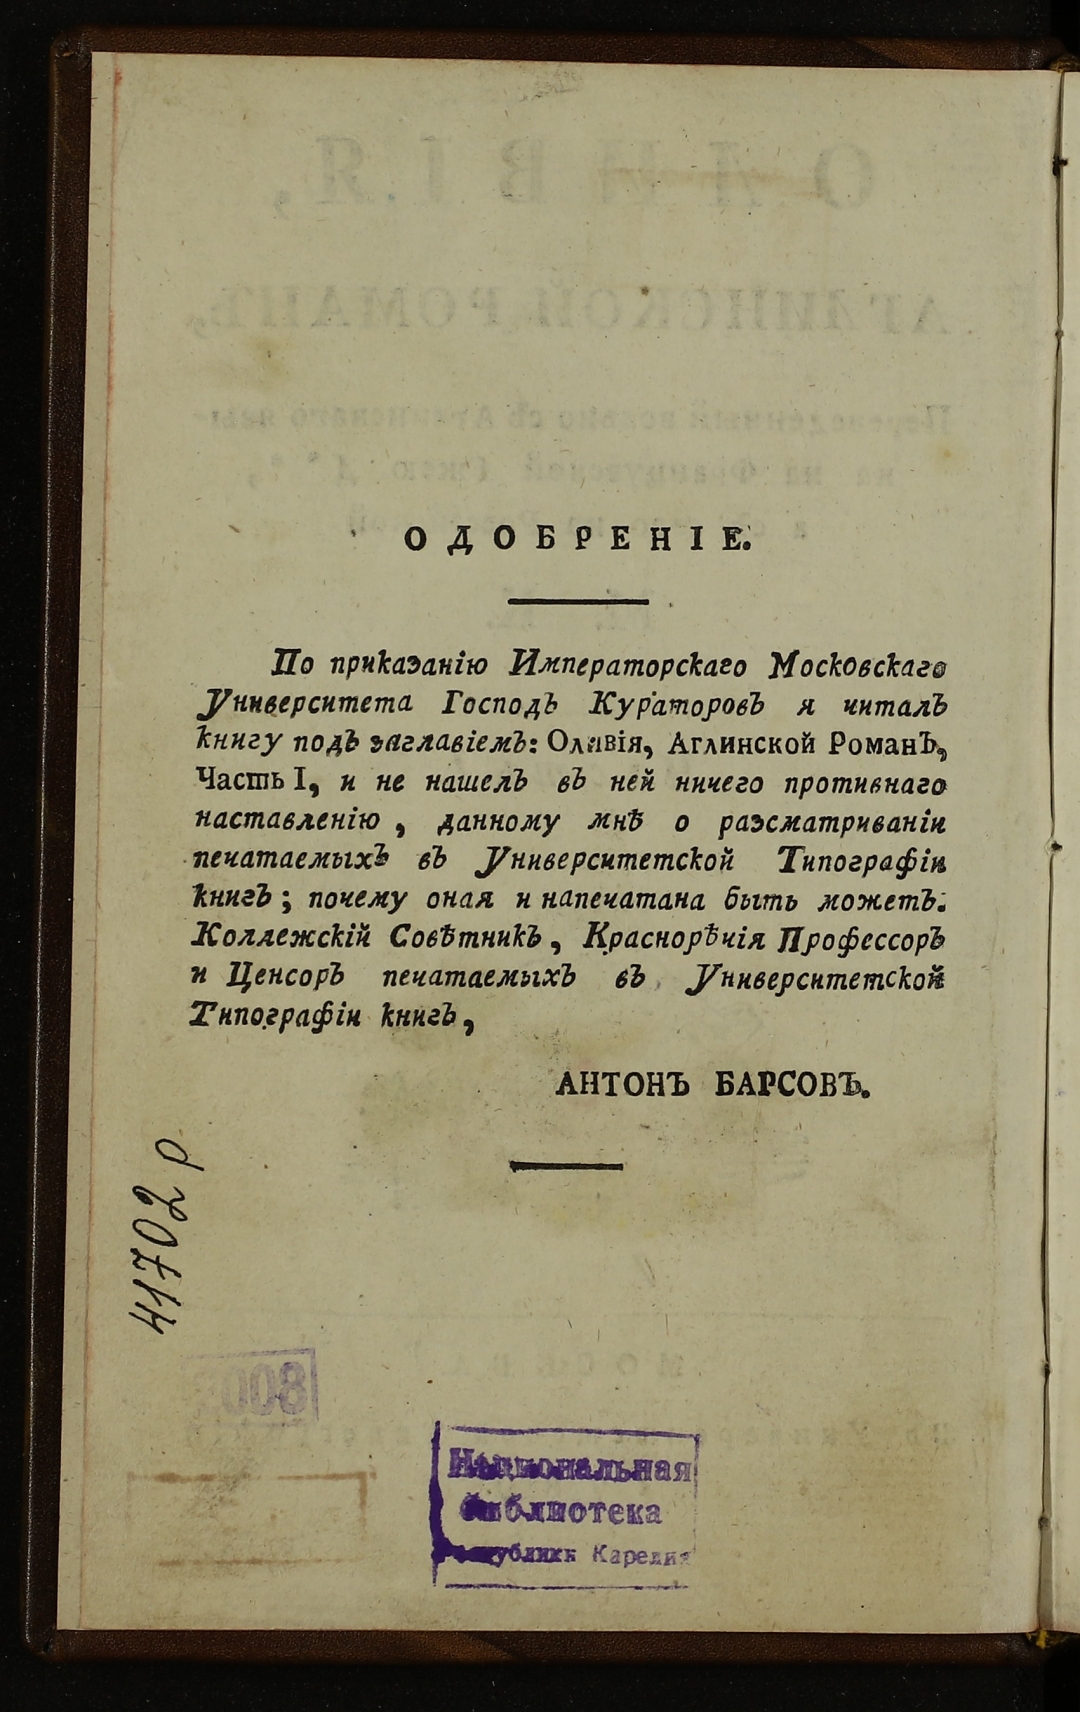 ОДОБРЕНІЕ.
По приказанію Императорскаго Московскаго
Университета Господъ Кураторовъ я читалъ
книгу подъ заглавіемъ: Оливія, Аглинской Романъ,
Часть I, и не нашелъ въ ней ничего противнаго
наставленію, данному мнѣ о разсматриваніи
печатаемыхъ въ Университетской Типографіи
книгъ; почему оная и напечатана быть можетъ.
Коллежскій Совѣтникъ, Краснорѣчія Профессоръ
и Ценсоръ печатаемыхъ въ Университетской
Типографіи книгъ,
АНТОНЪ БАРСОВЪ.
41702 р
008
Национальная
библиотека
Республики Карелия